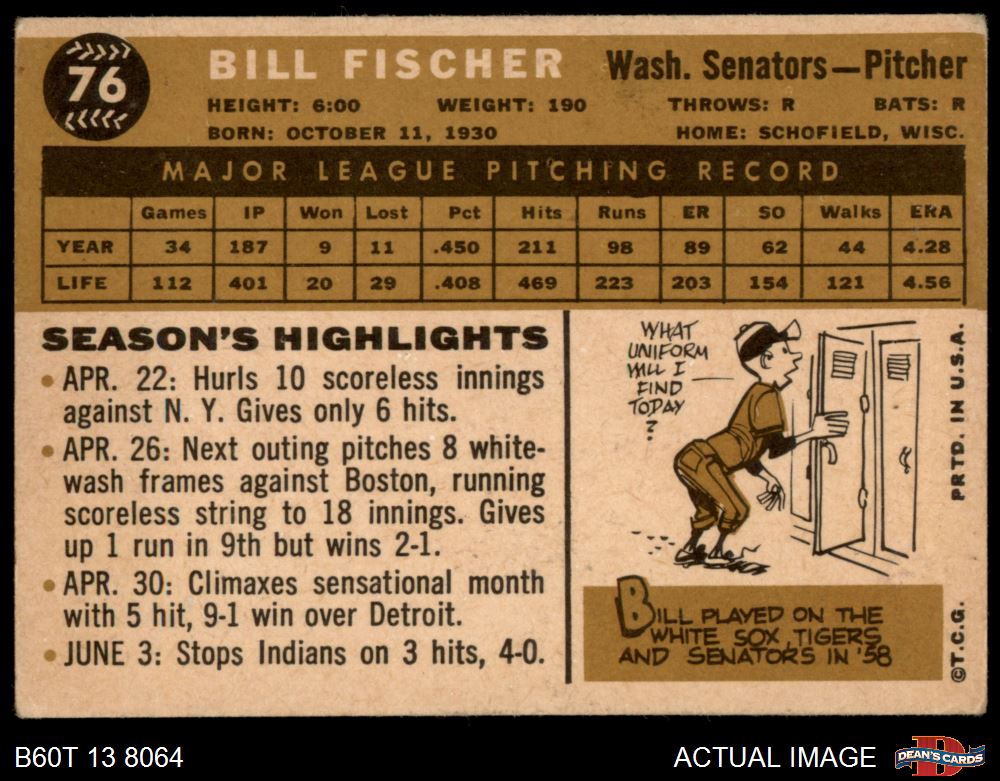 76
BILL FISCHER
Wash. Senators—Pitcher
HEIGHT: 6:00 WEIGHT: 190 THROWS: R BATS: R
BORN: OCTOBER 11, 1930 HOME: SCHOFIELD, WISC.
MAJOR LEAGUE PITCHING RECORD
Games IP Won Lost Pct Hits Runs ER SO Walks ERA
YEAR 34 187 9 11 .450 211 98 89 62 44 4.28
LIFE 112 401 20 29 .408 469 223 203 154 121 4.56
SEASON'S HIGHLIGHTS
• APR. 22: Hurls 10 scoreless innings
against N. Y. Gives only 6 hits.
• APR. 26: Next outing pitches 8 white-
wash frames against Boston, running
scoreless string to 18 innings. Gives
up 1 run in 9th but wins 2-1.
• APR. 30: Climaxes sensational month
with 5 hit, 9-1 win over Detroit.
• JUNE 3: Stops Indians on 3 hits, 4-0.
WHAT
UNIFORM
WILL I
FIND
TODAY
?
BILL PLAYED ON THE
WHITE SOX, TIGERS
AND SENATORS IN '58
©T.C.G. PRTD. IN U.S.A.
B60T 13 8064
ACTUAL IMAGE
D
DEAN'S CARDS